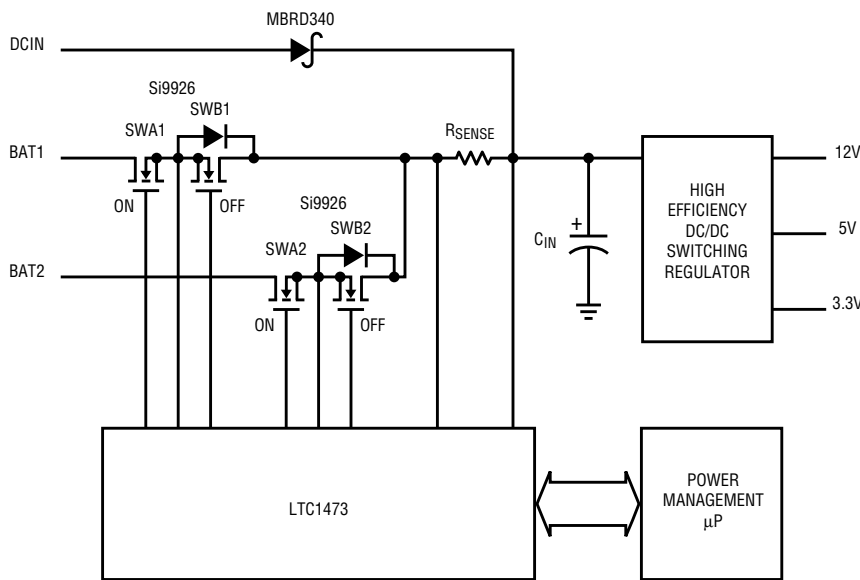 MBRD340
DCIN
Si9926
SWB1
SWA1
RSENSE
BAT1
12V
ON
OFF
Si9926
SWB2
SWA2
HIGH
EFFICIENCY
DC/DC
SWITCHING
REGULATOR
+
CIN
5V
BAT2
3.3V
ON
OFF
LTC1473
POWER
MANAGEMENT
µP